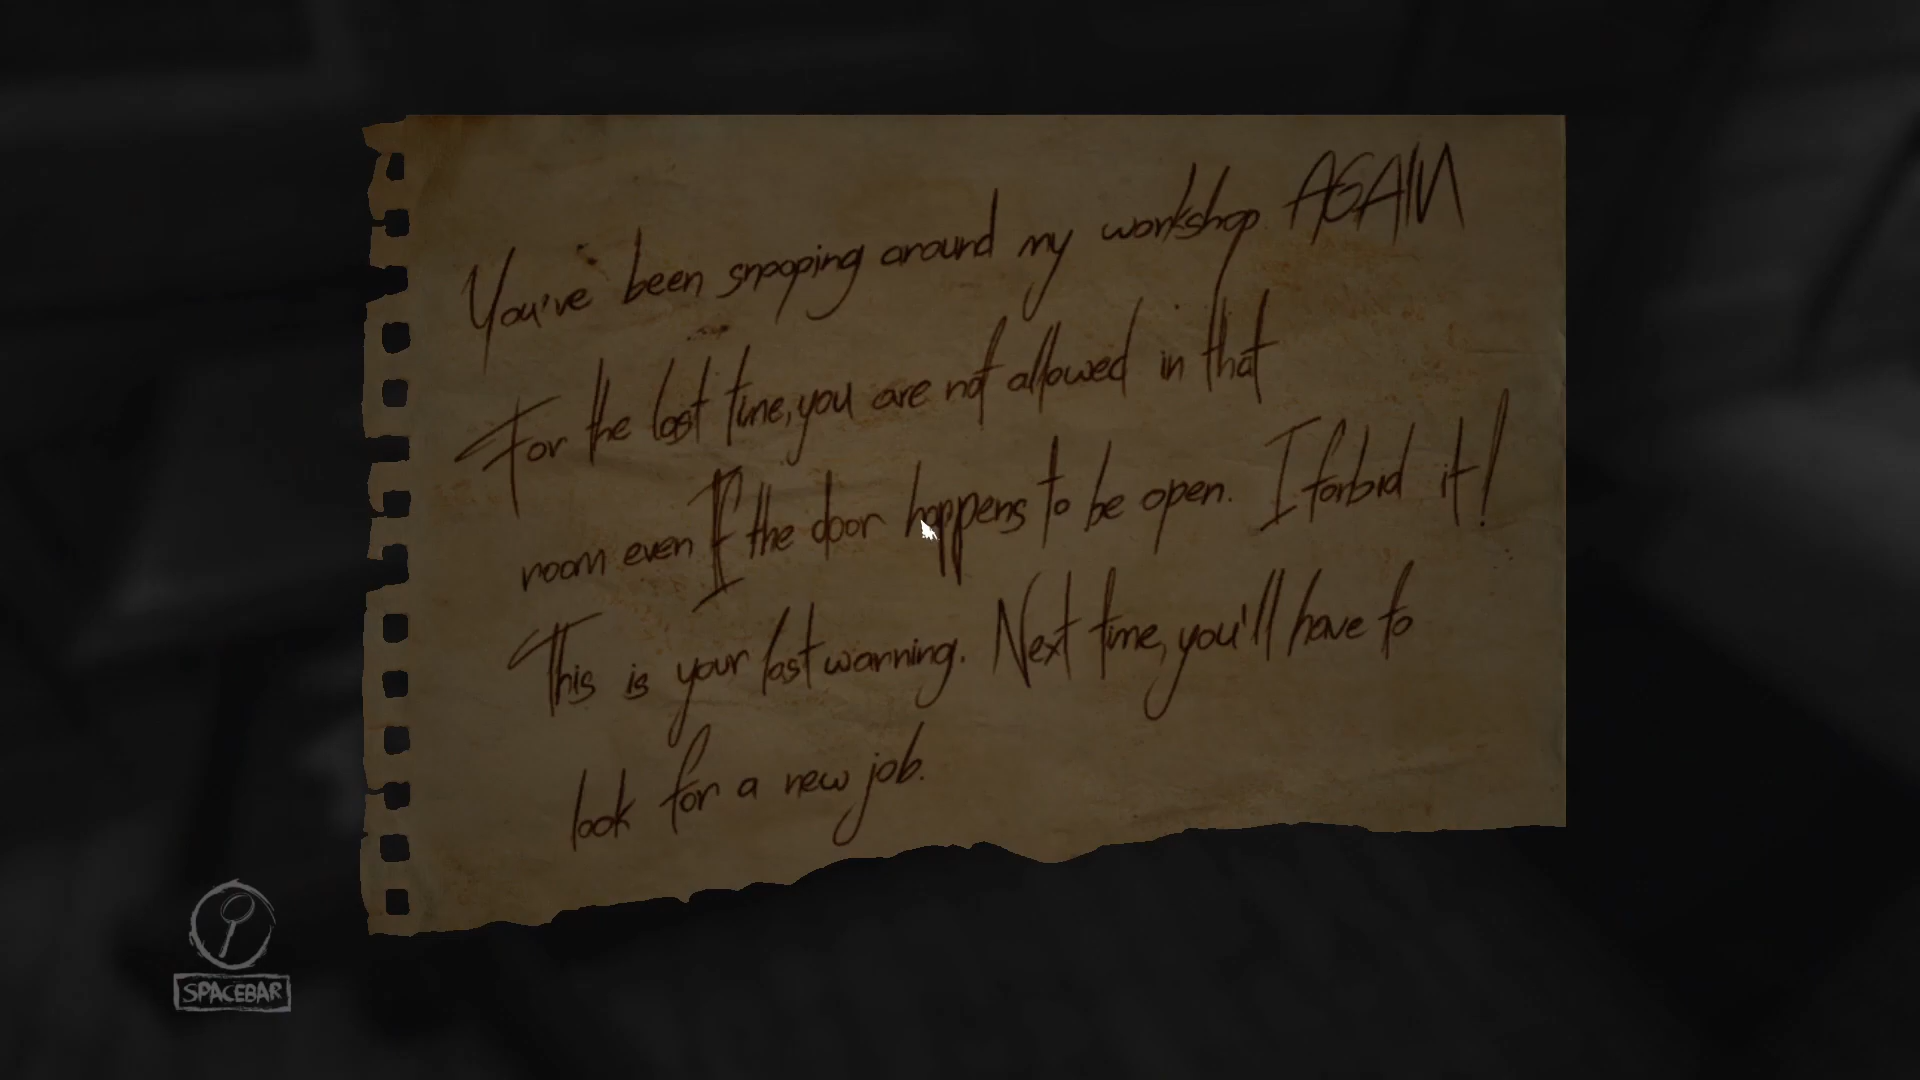 You've been snooping around my workshop AGAIN
For the last time, you are not allowed in that
room even If the door happens to be open. I forbid it!
This is your last warning. Next time, you'll have to
look for a new job.
SPACEBAR